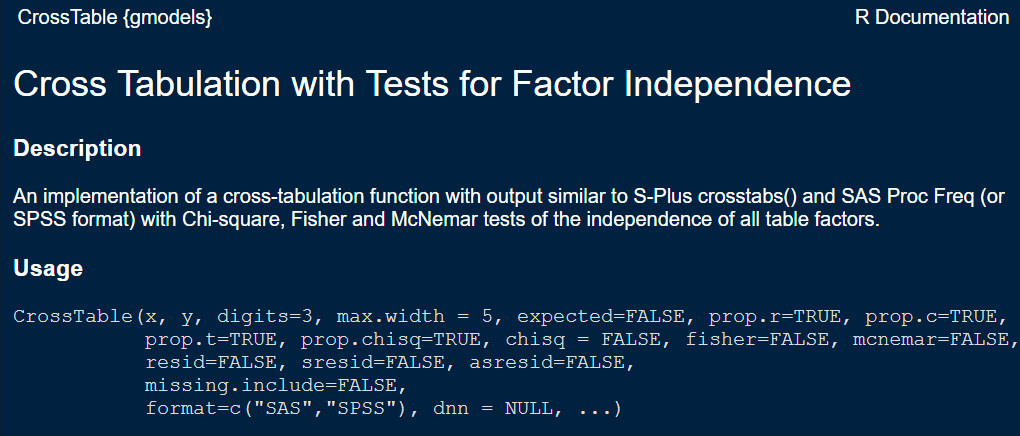 CrossTable {gmodels}
R Documentation
Cross Tabulation with Tests for Factor Independence
Description
An implementation of a cross-tabulation function with output similar to S-Plus crosstabs() and SAS Proc Freq (or
SPSS format) with Chi-square, Fisher and McNemar tests of the independence of all table factors.
Usage
CrossTable(x, y, digits=3, max.width = 5, expected=FALSE, prop.r=TRUE, prop.c=TRUE,
prop.t=TRUE, prop.chisq=TRUE, chisq = FALSE, fisher=FALSE, mcnemar=FALSE,
resid=FALSE, sresid=FALSE, asresid=FALSE,
missing.include=FALSE,
format=c("SAS","SPSS"), dnn = NULL, ...)